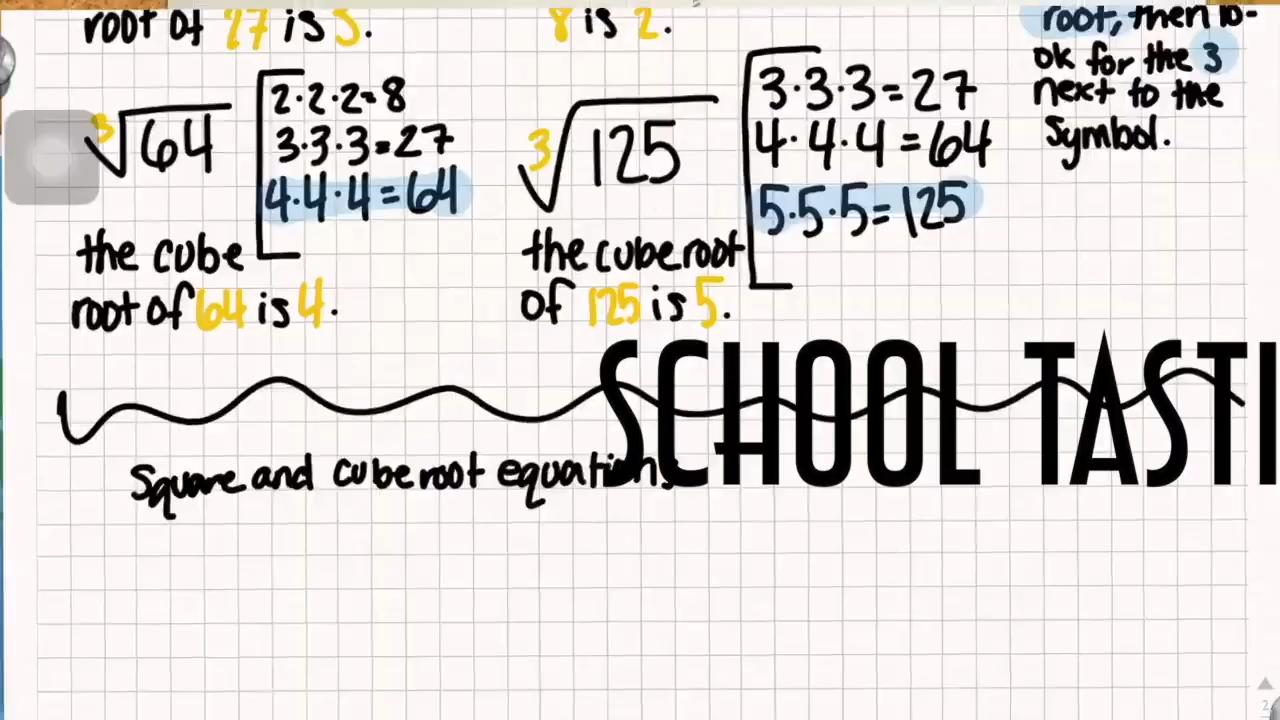 root of 27 is 3.
8 is 2.
root, then lo-
ok for the 3
next to the
symbol.
3√64
2·2·2=8
3·3·3=27
4·4·4=64
the cube
root of 64 is 4.
3√125
3·3·3=27
4·4·4=64
5·5·5=125
the cube root
of 125 is 5.
SCHOOL TASTI
Square and cube root equations
2